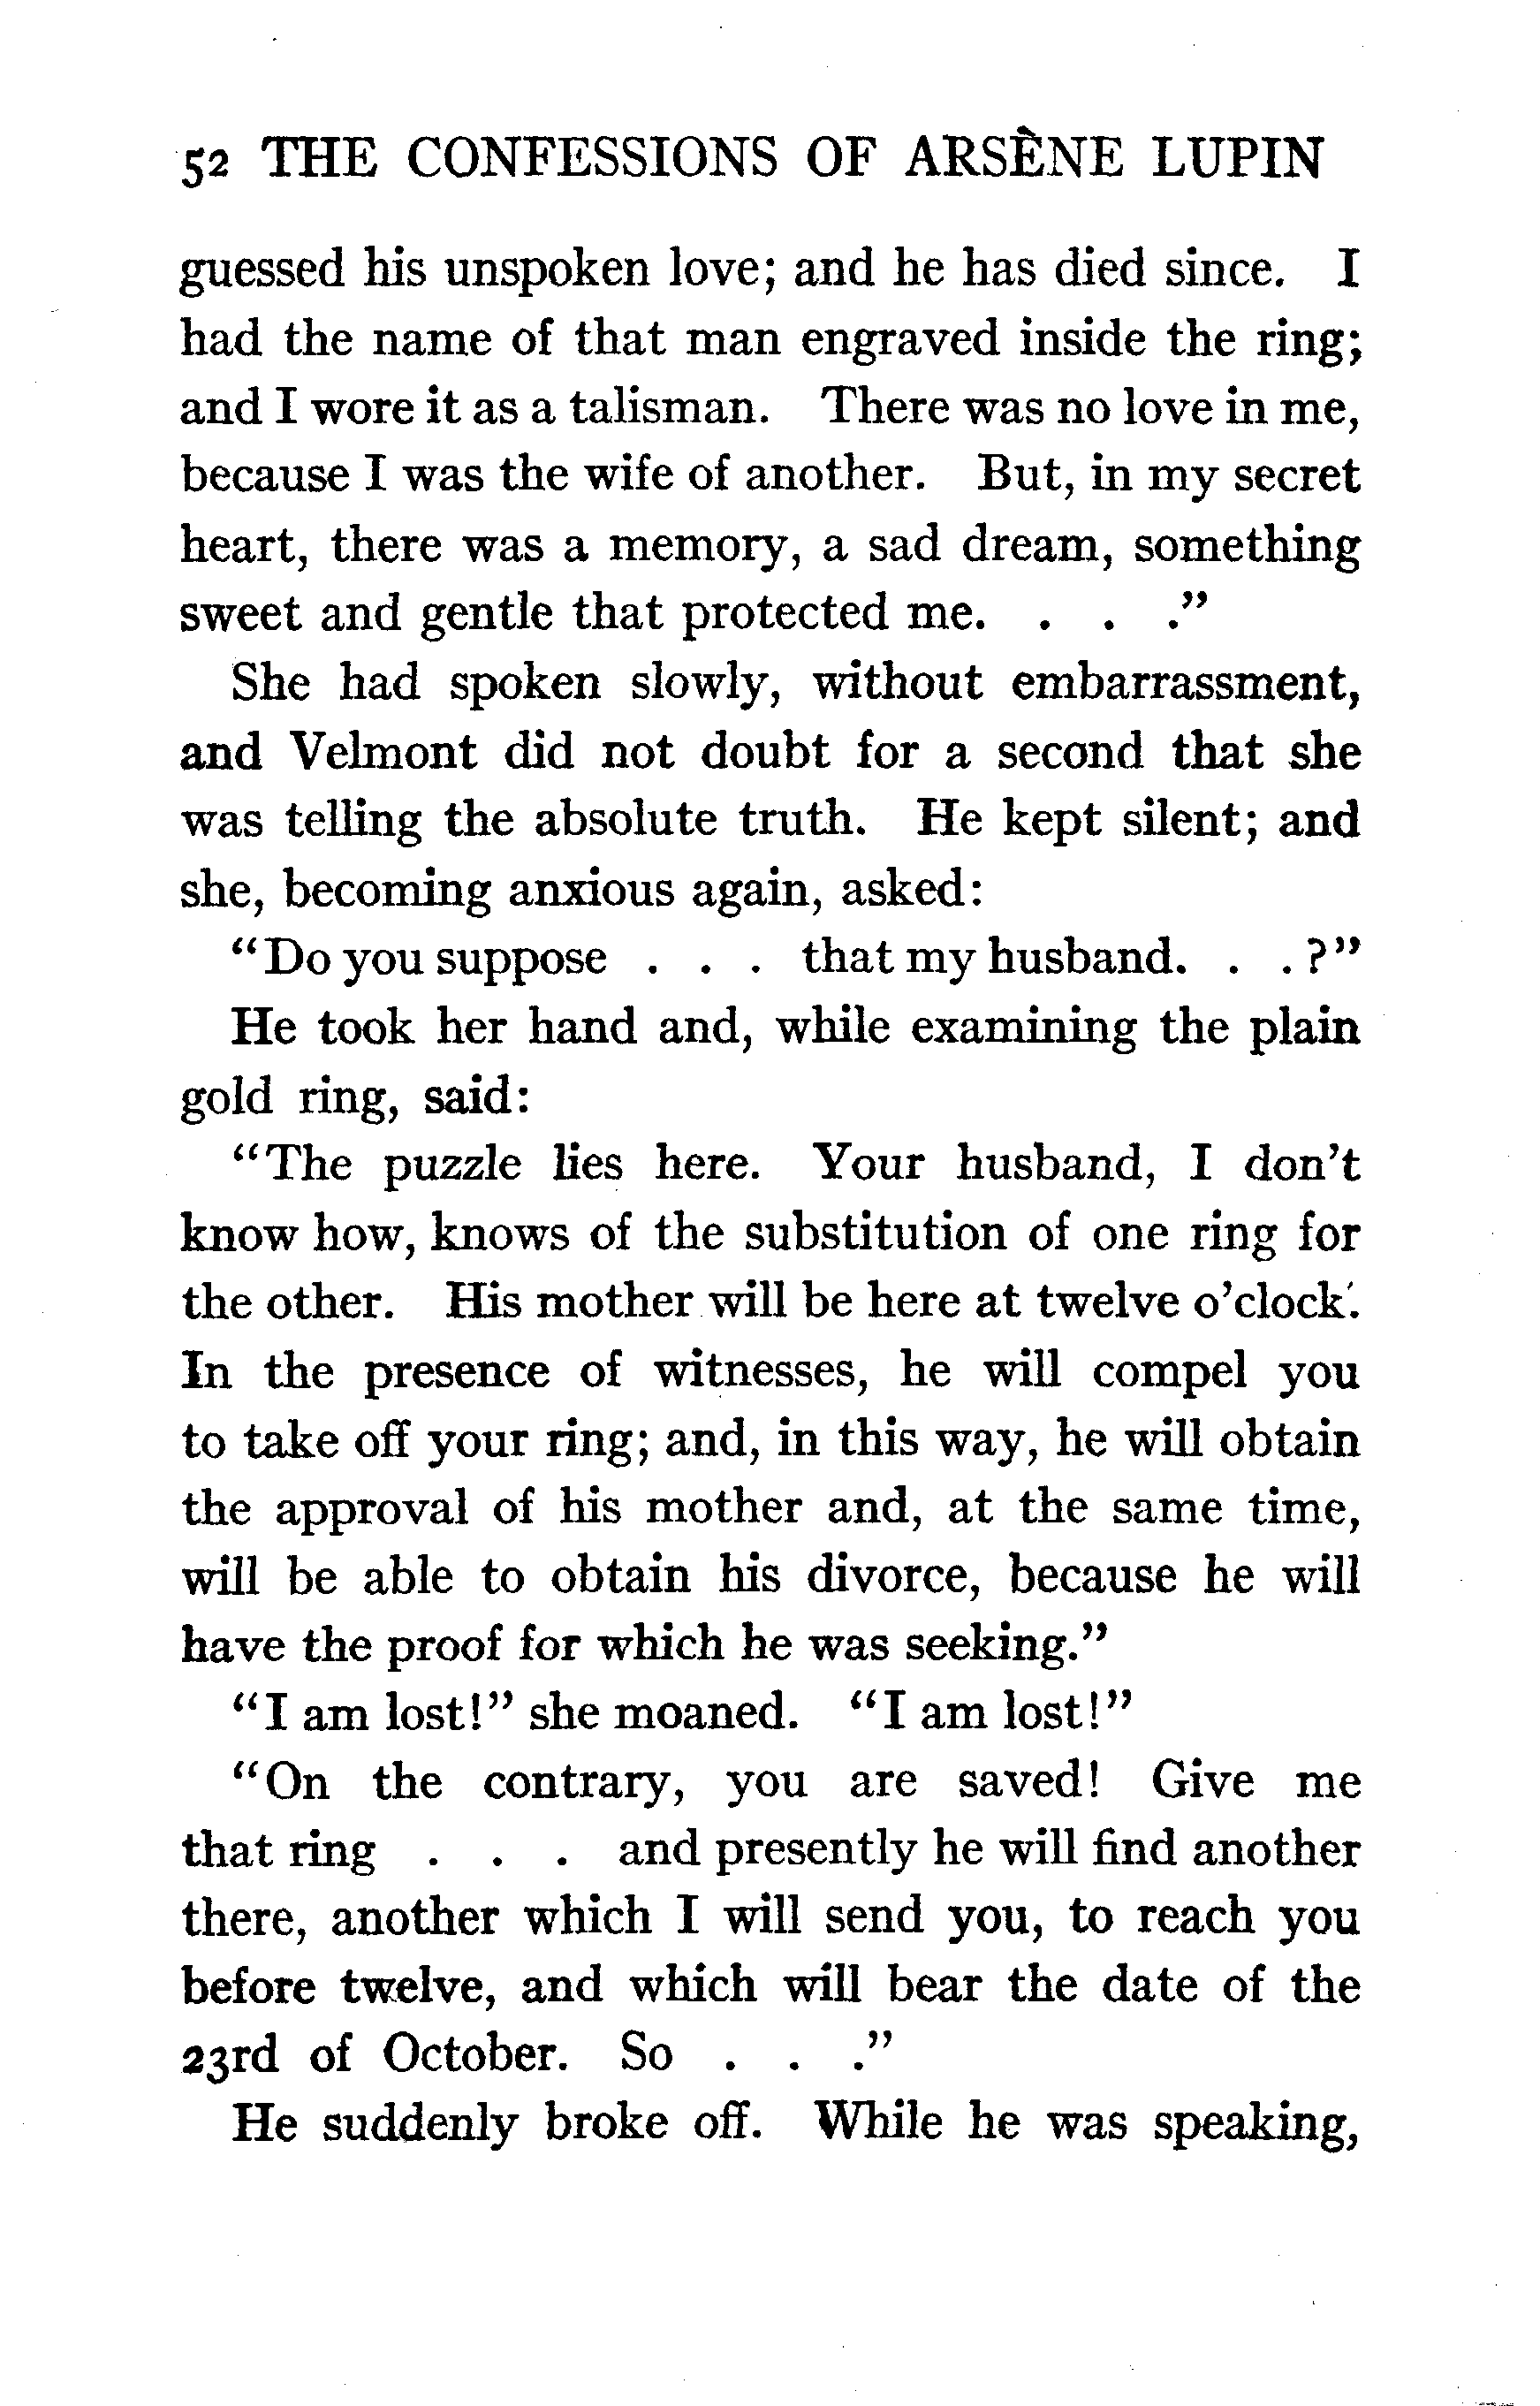 52 THE CONFESSIONS OF ARSÈNE LUPIN
guessed his unspoken love; and he has died since. I
had the name of that man engraved inside the ring;
and I wore it as a talisman. There was no love in me,
because I was the wife of another. But, in my secret
heart, there was a memory, a sad dream, something
sweet and gentle that protected me. . . ."
She had spoken slowly, without embarrassment,
and Velmont did not doubt for a second that she
was telling the absolute truth. He kept silent; and
she, becoming anxious again, asked:
"Do you suppose . . . that my husband. . . ?"
He took her hand and, while examining the plain
gold ring, said:
"The puzzle lies here. Your husband, I don't
know how, knows of the substitution of one ring for
the other. His mother will be here at twelve o'clock.
In the presence of witnesses, he will compel you
to take off your ring; and, in this way, he will obtain
the approval of his mother and, at the same time,
will be able to obtain his divorce, because he will
have the proof for which he was seeking."
"I am lost!" she moaned. "I am lost!"
"On the contrary, you are saved! Give me
that ring . . . and presently he will find another
there, another which I will send you, to reach you
before twelve, and which will bear the date of the
23rd of October. So . . ."
He suddenly broke off. While he was speaking,